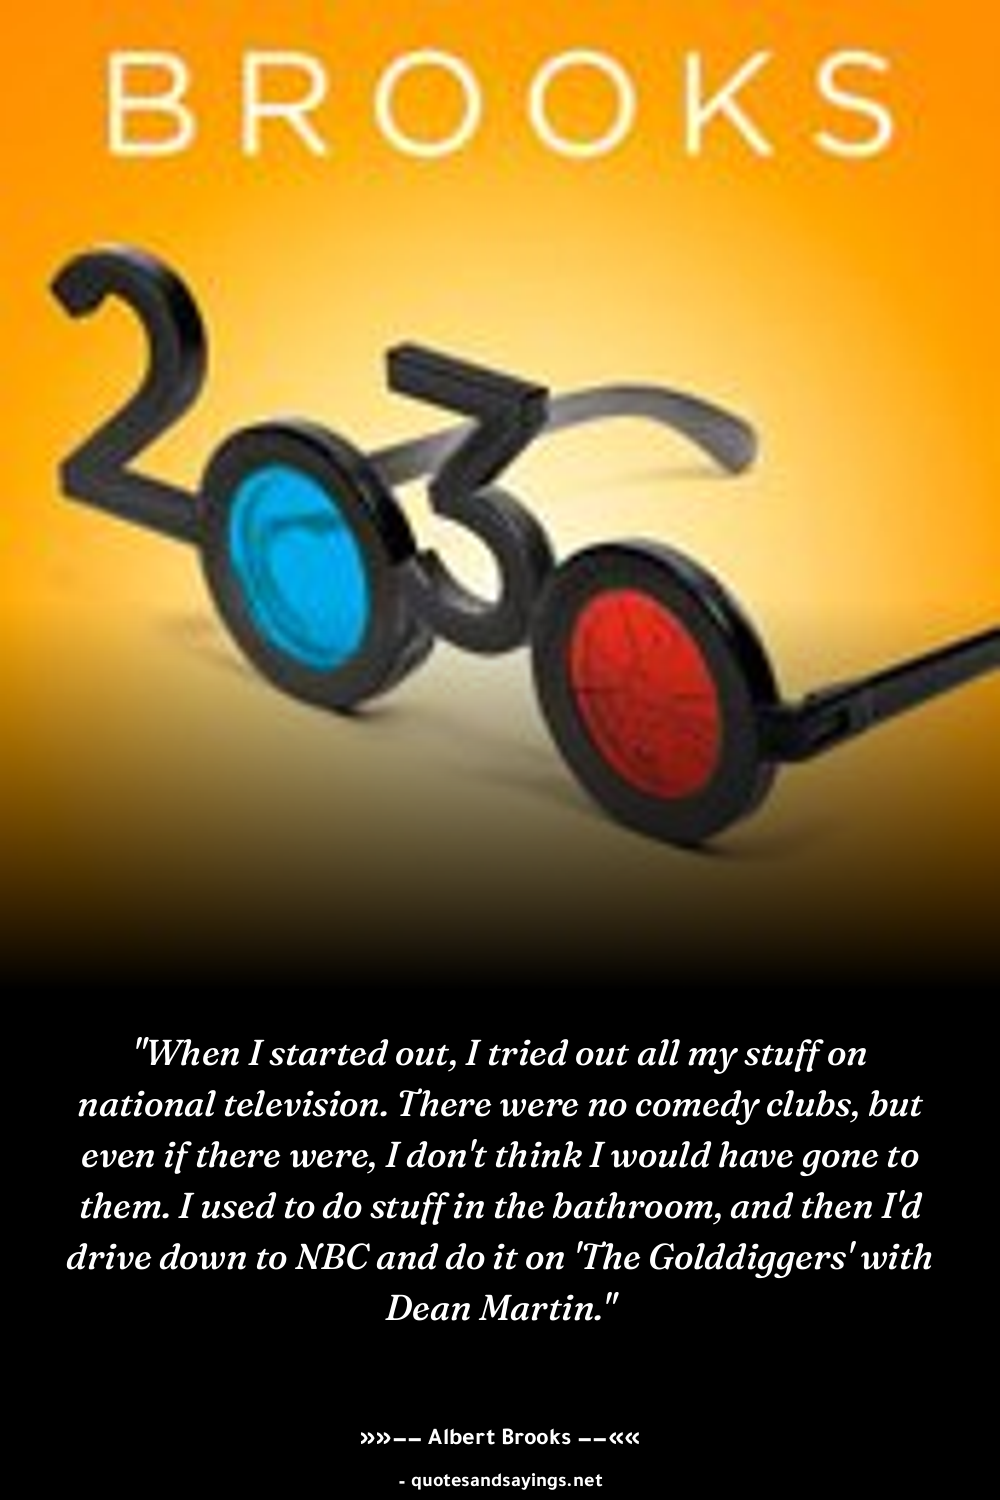 BROOKS
2030
"When I started out, I tried out all my stuff on
national television. There were no comedy clubs, but
even if there were, I don't think I would have gone to
them. I used to do stuff in the bathroom, and then I'd
drive down to NBC and do it on 'The Golddiggers' with
Dean Martin."
»»−− Albert Brooks −−««
- quotesandsayings.net